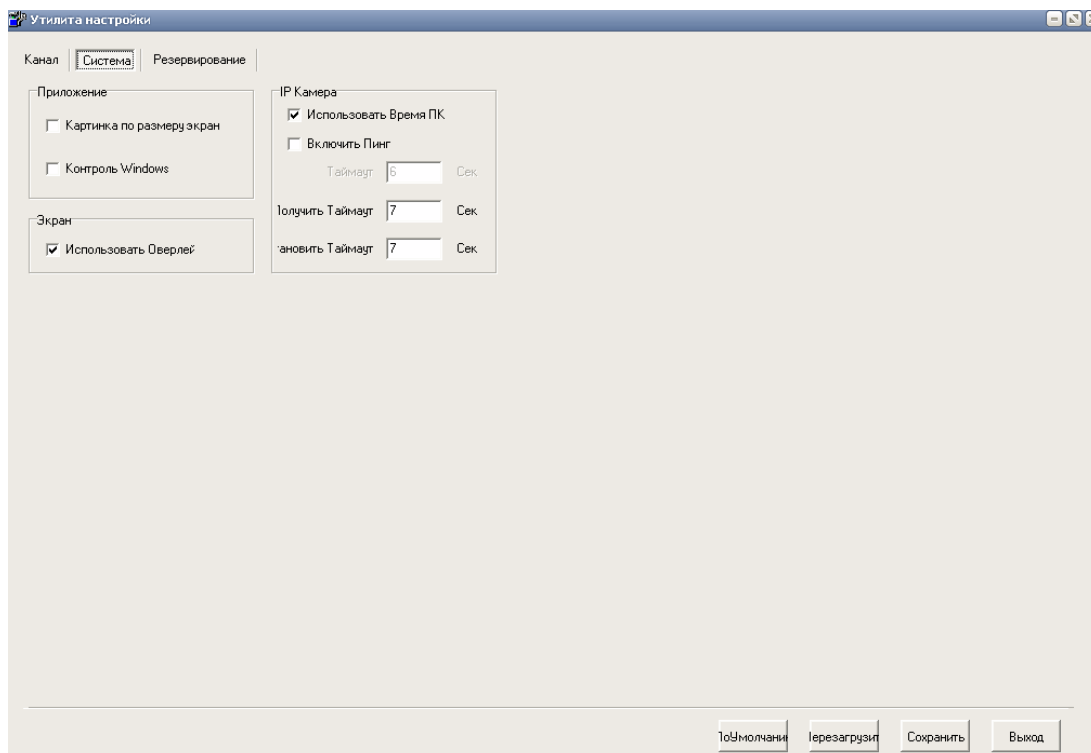 Утилита настройки
Канал Система Резервирование
Приложение
Картинка по размеру экран
Контроль Windows
Экран
Использовать Оверлей
IP Камера
Использовать Время ПК
Включить Пинг
Таймаут 6 Сек
Получить Таймаут 7 Сек
тановить Таймаут 7 Сек
ПоУмолчани Перезагрузит Сохранить Выход